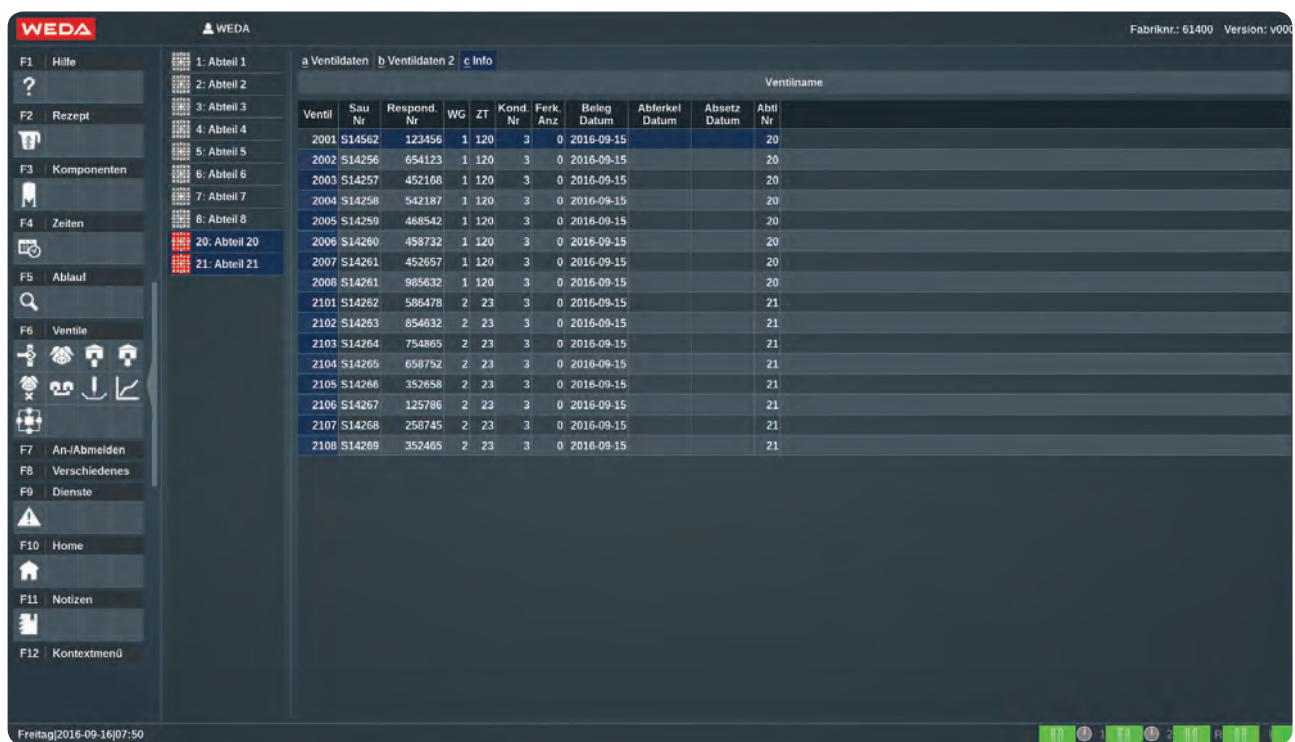 WEDA WEDA Fabriknr.: 61400 Version: v000
F1 Hilfe
?
F2 Rezept
F3 Komponenten
F4 Zeiten
F5 Ablauf
F6 Ventile
F7 An-/Abmelden
F8 Verschiedenes
F9 Dienste
F10 Home
F11 Notizen
F12 Kontextmenü
1: Abteil 1
2: Abteil 2
3: Abteil 3
4: Abteil 4
5: Abteil 5
6: Abteil 6
7: Abteil 7
8: Abteil 8
20: Abteil 20
21: Abteil 21
a Ventildaten b Ventildaten 2 c Info
Ventilname
Ventil Sau Nr Respond. Nr WG ZT Kond. Nr Ferk. Anz Beleg Datum Abferkel Datum Absetz Datum Abtl Nr
2001 S14562 123456 1 120 3 0 2016-09-15 20
2002 S14256 654123 1 120 3 0 2016-09-15 20
2003 S14257 452168 1 120 3 0 2016-09-15 20
2004 S14258 542187 1 120 3 0 2016-09-15 20
2005 S14259 468542 1 120 3 0 2016-09-15 20
2006 S14260 458732 1 120 3 0 2016-09-15 20
2007 S14261 452657 1 120 3 0 2016-09-15 20
2008 S14261 985632 1 120 3 0 2016-09-15 20
2101 S14262 586478 2 23 3 0 2016-09-15 21
2102 S14263 854632 2 23 3 0 2016-09-15 21
2103 S14264 754865 2 23 3 0 2016-09-15 21
2104 S14265 658752 2 23 3 0 2016-09-15 21
2105 S14266 352658 2 23 3 0 2016-09-15 21
2106 S14267 125786 2 23 3 0 2016-09-15 21
2107 S14268 258745 2 23 3 0 2016-09-15 21
2108 S14269 352465 2 23 3 0 2016-09-15 21
Freitag|2016-09-16|07:50 1 2 R